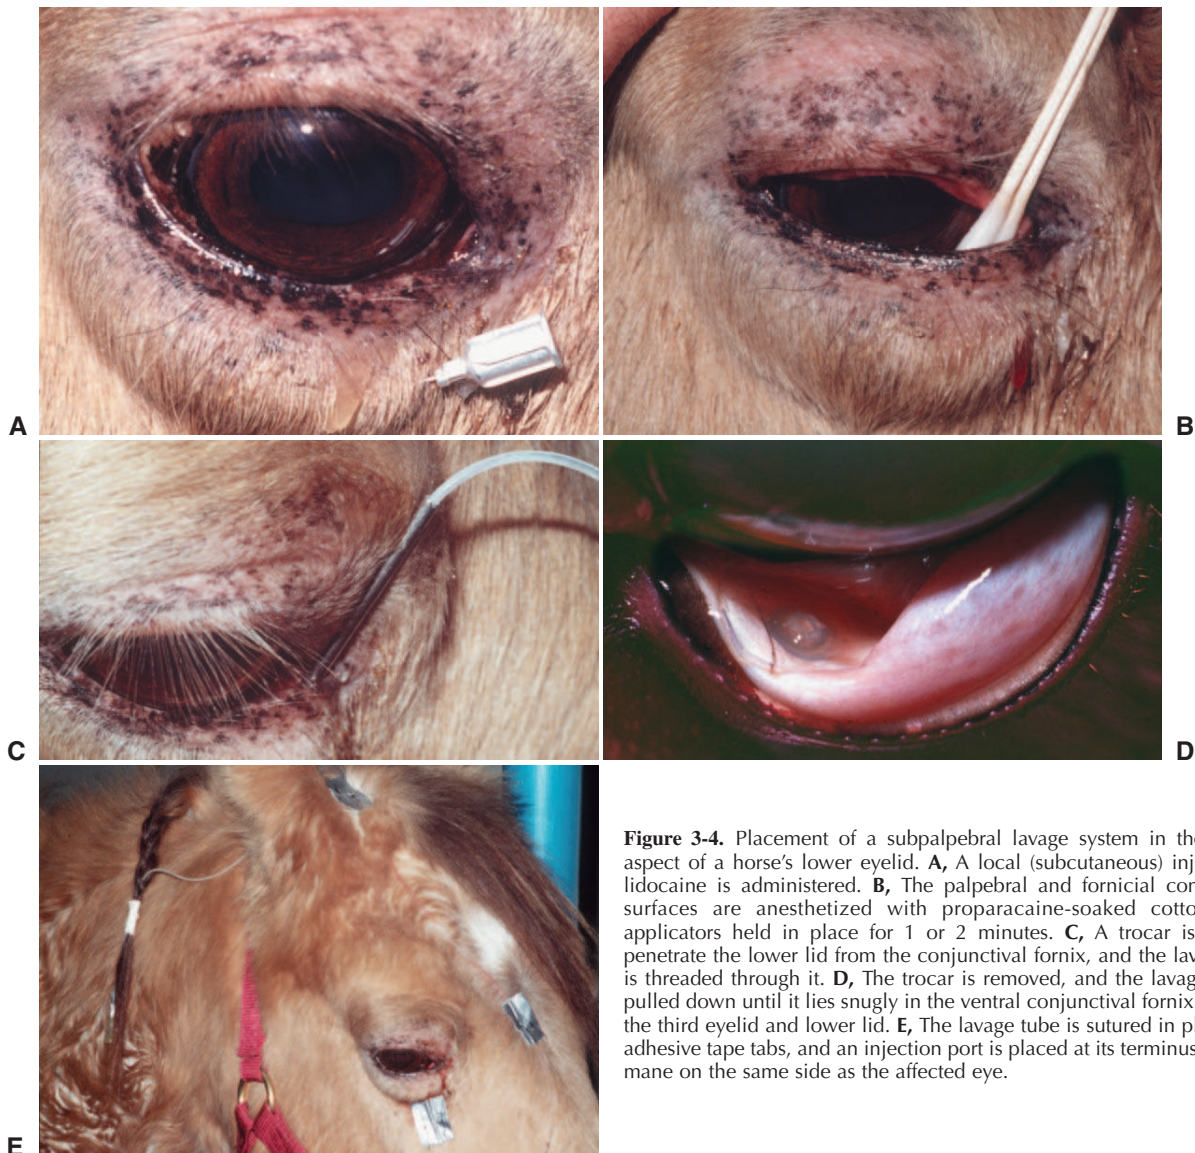 A
B
C
D
E
Figure 3-4. Placement of a subpalpebral lavage system in the
aspect of a horse's lower eyelid. A, A local (subcutaneous) inj
lidocaine is administered. B, The palpebral and fornicial con
surfaces are anesthetized with proparacaine-soaked cotto
applicators held in place for 1 or 2 minutes. C, A trocar is
penetrate the lower lid from the conjunctival fornix, and the lav
is threaded through it. D, The trocar is removed, and the lavag
pulled down until it lies snugly in the ventral conjunctival fornix
the third eyelid and lower lid. E, The lavage tube is sutured in pl
adhesive tape tabs, and an injection port is placed at its terminus
mane on the same side as the affected eye.